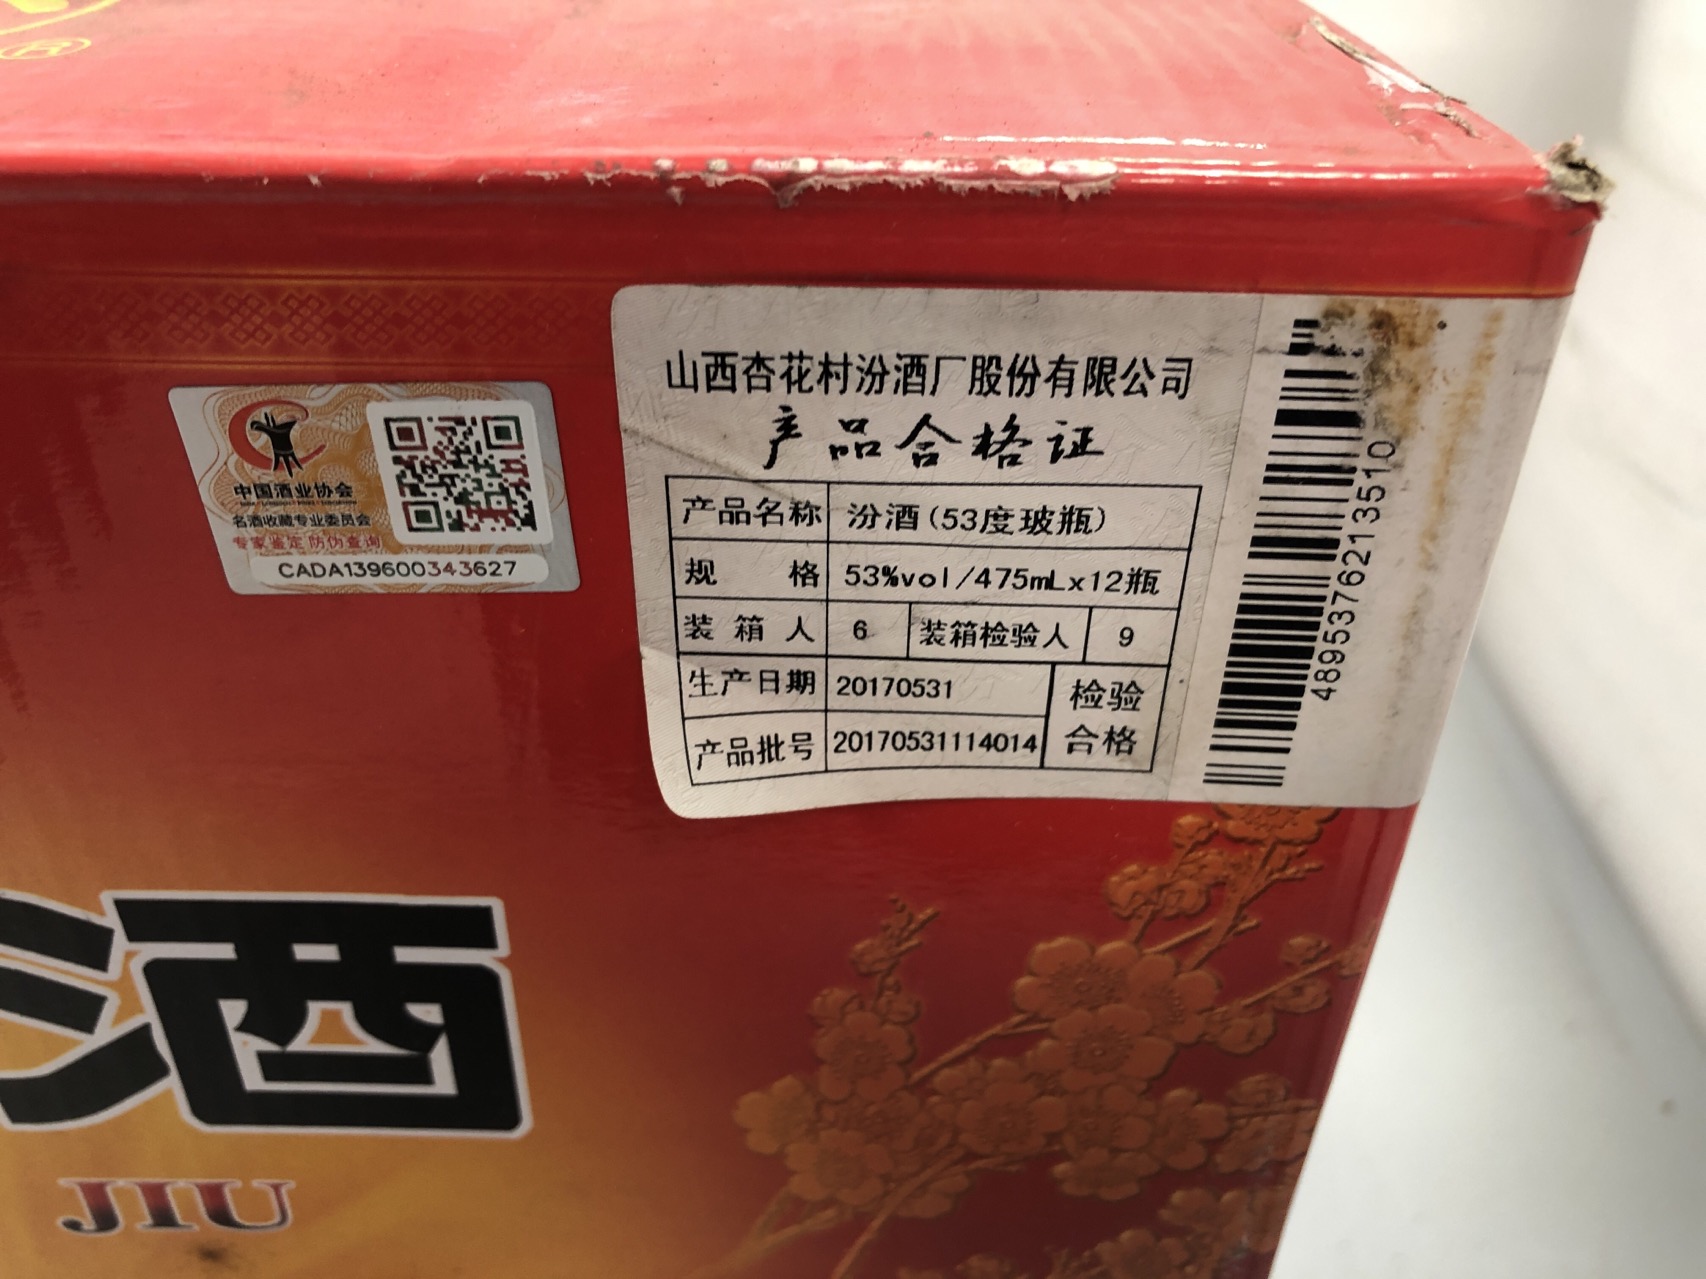 ®
山西杏花村汾酒厂股份有限公司
产品合格证
产品名称 汾酒(53度玻瓶)
规 格 53%vol/475mLx12瓶
装箱人 6 装箱检验人 9
生产日期 20170531 检验
产品批号 20170531114014 合格
4895376213510
中国酒业协会
名酒收藏专业委员会
专家鉴定 防伪查询
CADA139600343627
酒
JIU